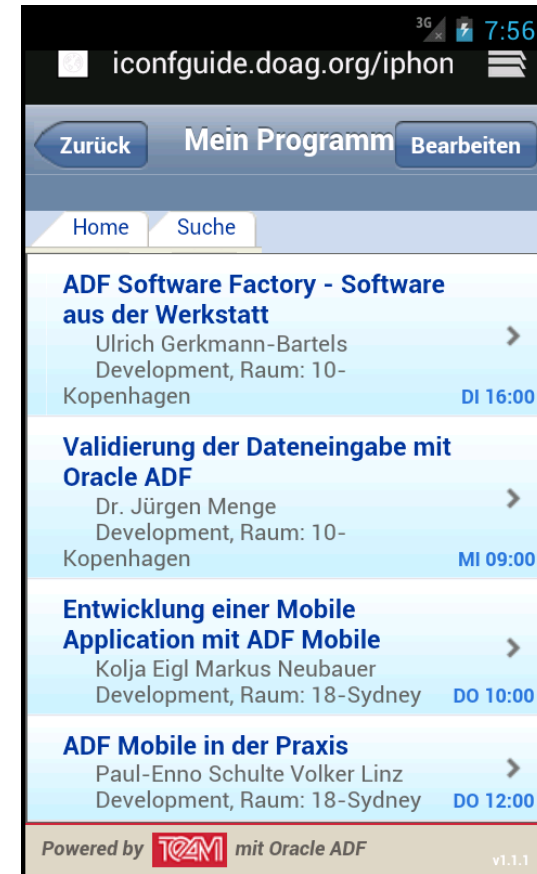 3G 7:56
iconfguide.doag.org/iphon
Zurück Mein Programm Bearbeiten
Home Suche
ADF Software Factory - Software
aus der Werkstatt
Ulrich Gerkmann-Bartels
Development, Raum: 10-
Kopenhagen DI 16:00
Validierung der Dateneingabe mit
Oracle ADF
Dr. Jürgen Menge
Development, Raum: 10-
Kopenhagen MI 09:00
Entwicklung einer Mobile
Application mit ADF Mobile
Kolja Eigl Markus Neubauer
Development, Raum: 18-Sydney DO 10:00
ADF Mobile in der Praxis
Paul-Enno Schulte Volker Linz
Development, Raum: 18-Sydney DO 12:00
Powered by TEAM mit Oracle ADF v1.1.1